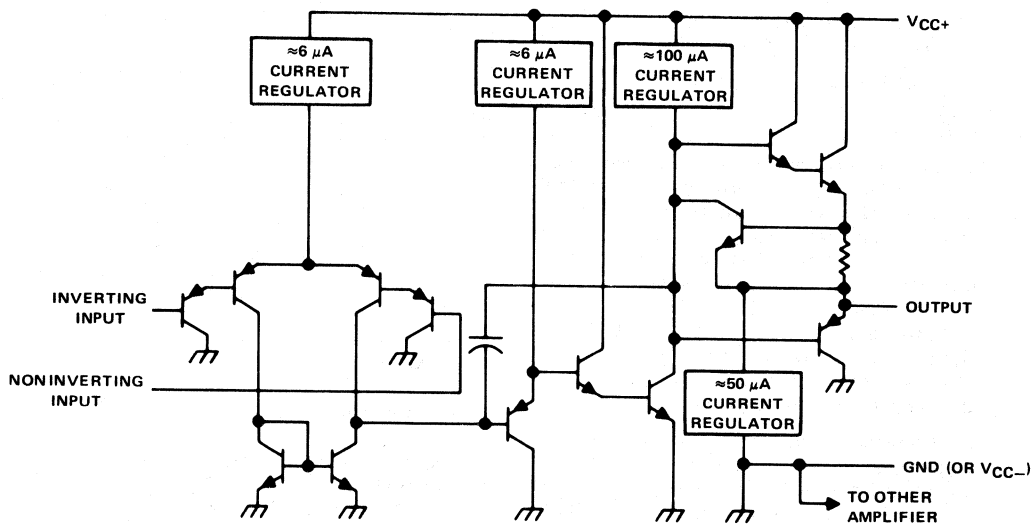 VCC+
≈6 μA
CURRENT
REGULATOR
≈6 μA
CURRENT
REGULATOR
≈100 μA
CURRENT
REGULATOR
INVERTING
INPUT
OUTPUT
NONINVERTING
INPUT
≈50 μA
CURRENT
REGULATOR
GND (OR VCC–)
TO OTHER
AMPLIFIER